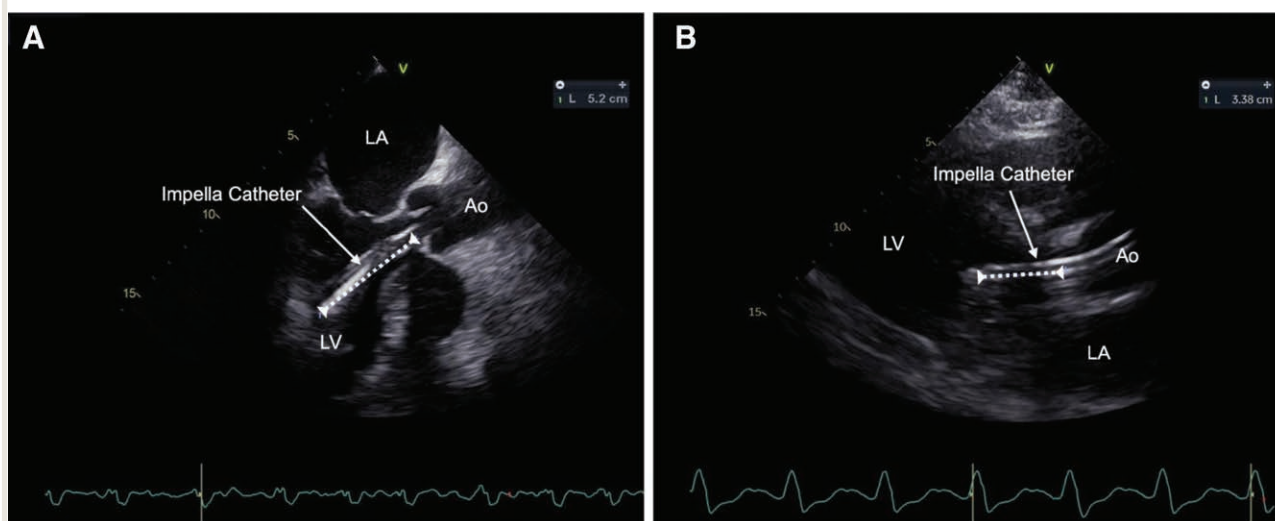 A
V
1 L 5.2 cm
5
LA
Impella Catheter
Ao
10
15
LV
B
V
1 L 3.38 cm
5
Impella Catheter
10
LV
Ao
15
LA